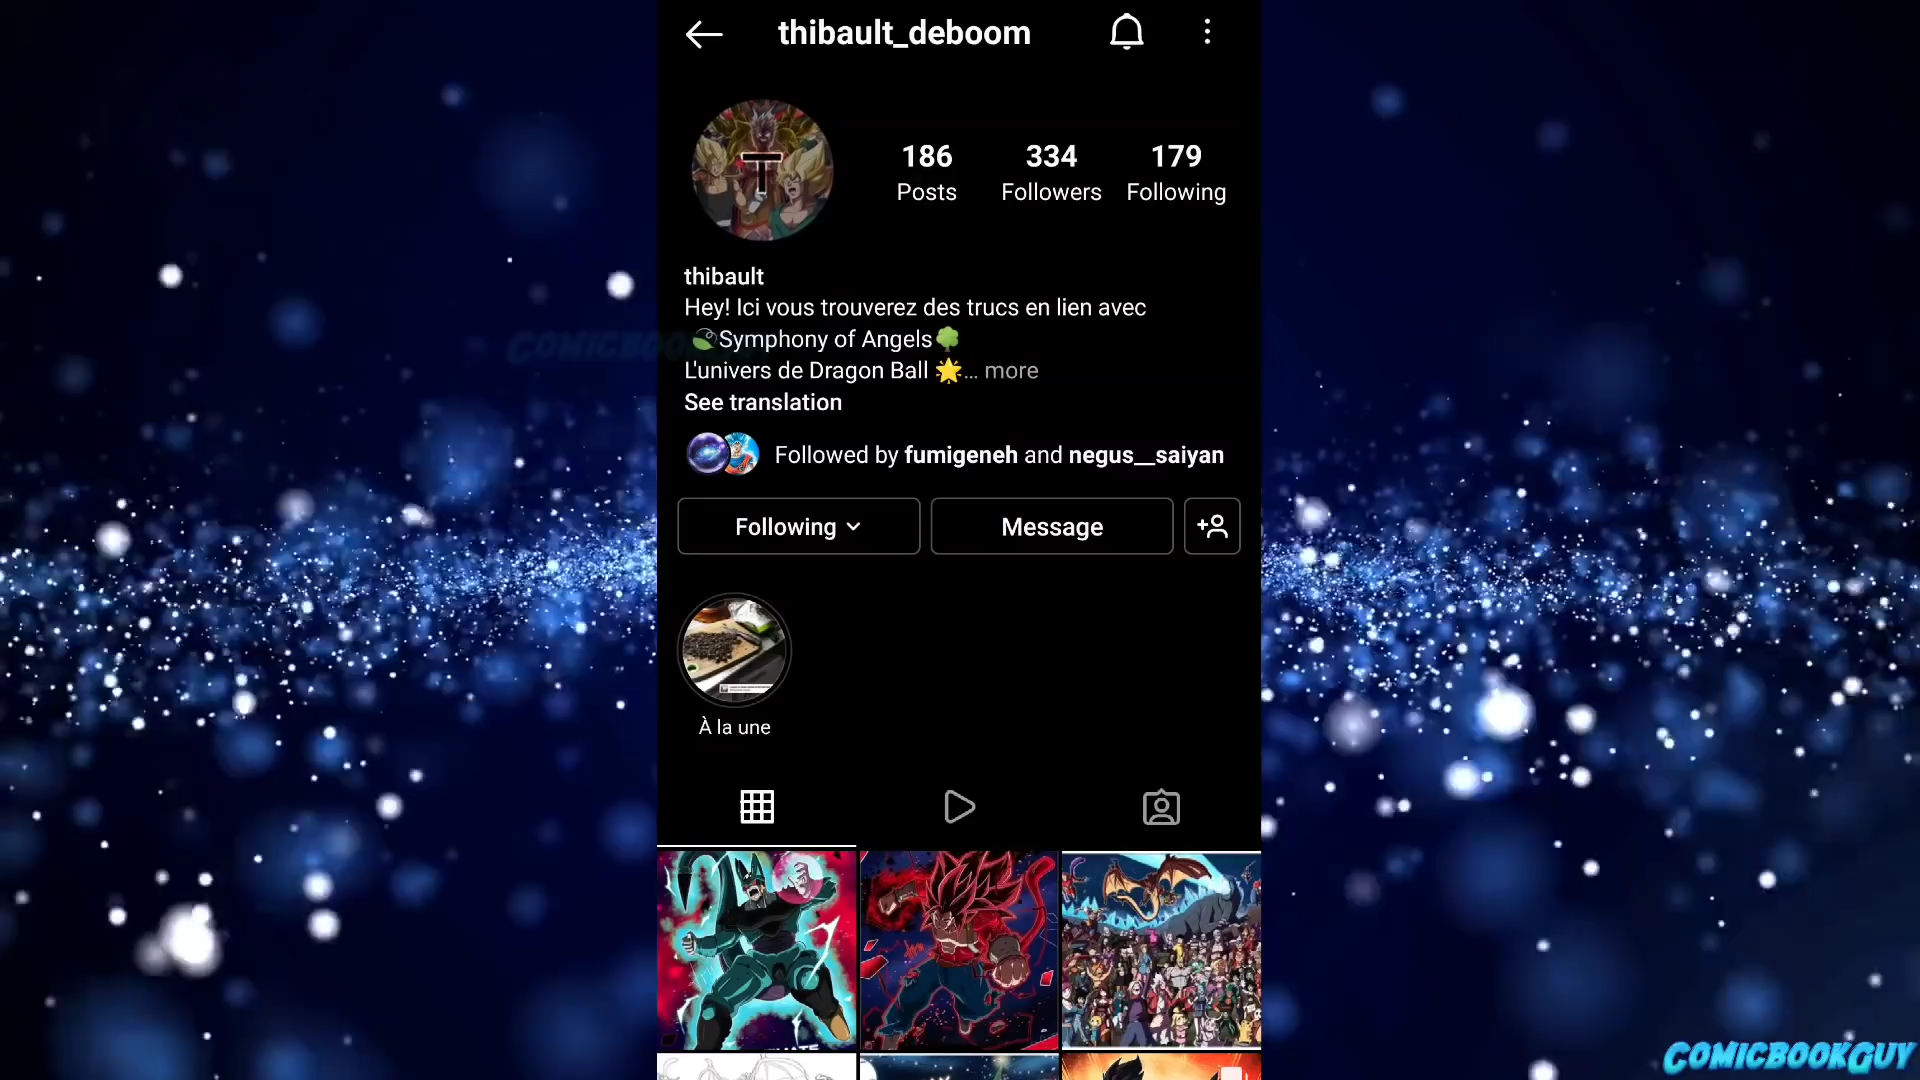 thibault_deboom
T
186
334
179
Posts
Followers
Following
thibault
Hey! Ici vous trouverez des trucs en lien avec
🍃Symphony of Angels🌳
L'univers de Dragon Ball 🌟... more
See translation
Followed by fumigeneh and negus__saiyan
Following
Message
À la une
COMICBOOKGUY